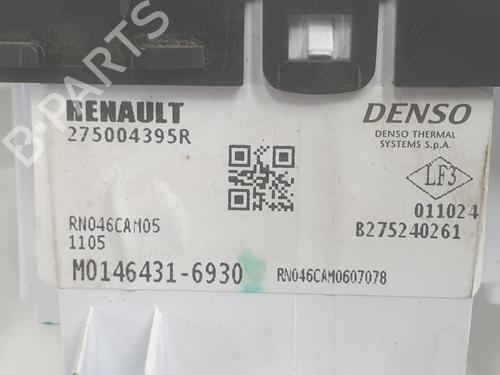 B-PARTS
RENAULT
275004395R
DENSO
DENSO THERMAL
SYSTEMS S.p.A.
LF3
011024
B275240261
RN046CAM05
1105
M0146431-6930
RN046CAM0607078